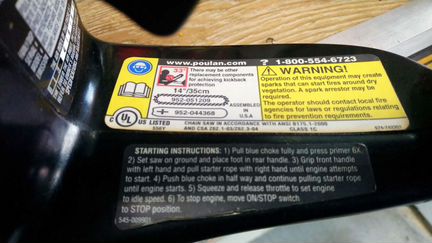 www.poulan.com ? 1-800-554-6723
3.3
There may be other
replacement components
for achieving kickback
protection
14"/35cm
952-051209
952-044368
ASSEMBLED IN
U.S.A
⚠ WARNING!
Operation of this equipment may create
sparks that can start fires around dry
vegetation. A spark arrestor may be
required.
The operator should contact local fire
agencies for laws or regulations relating
to fire prevention requirements.
C UL US LISTED
CHAIN SAW IN ACCORDANCE WITH ANSI B175.1-2000
AND CSA Z62.1-03/Z62.3-04 CLASS 1C
STARTING INSTRUCTIONS: 1) Pull blue choke fully and press primer 6X.
2) Set saw on ground and place foot in rear handle. 3) Grip front handle
with left hand and pull starter rope with right hand until engine attempts
to start. 4) Push blue choke in half way and continue pulling starter rope
until engine starts. 5) Squeeze and release throttle to set engine
to idle speed. 6) To stop engine, move ON/STOP switch
to STOP position.
545-009901